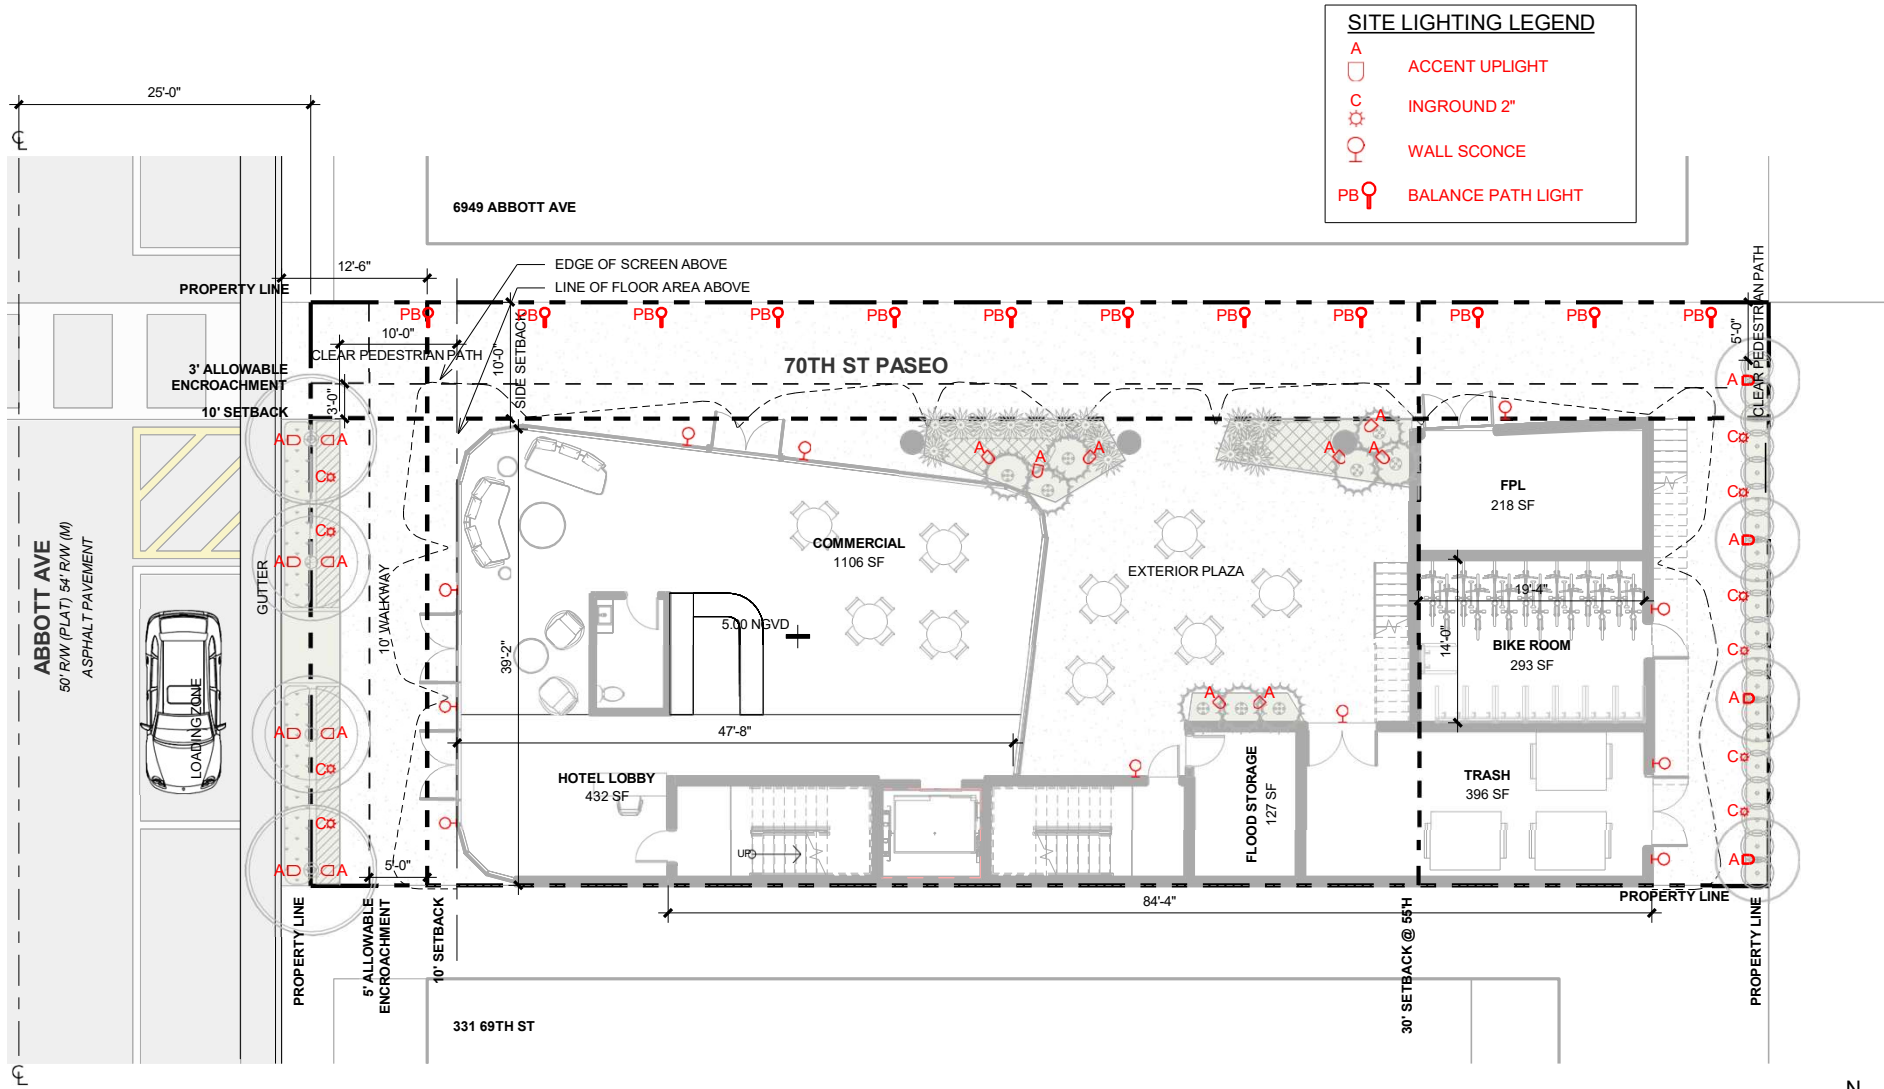 SITE LIGHTING LEGEND
A
ACCENT UPLIGHT
C
INGROUND 2"
WALL SCONCE
PB
BALANCE PATH LIGHT
25'-0"
6949 ABBOTT AVE
12'-6"
EDGE OF SCREEN ABOVE
LINE OF FLOOR AREA ABOVE
PROPERTY LINE
PB PB PB PB PB PB PB PB PB PB PB PB
10'-0"
CLEAR PEDESTRIAN PATH
10'-0"
SIDE SETBACK
5'-0"
CLEAR PEDESTRIAN PATH
3' ALLOWABLE
ENCROACHMENT
3'-0"
10' SETBACK
70TH ST PASEO
A
A A
A
A A A
A A
C
C
C
C
A A
A
ABBOTT AVE
50' R/W (PLAT) 54' R/W (M)
ASPHALT PAVEMENT
GUTTER
10' WALKWAY
LOADING ZONE
COMMERCIAL
1106 SF
EXTERIOR PLAZA
FPL
218 SF
5.00 NGVD
39'-2"
19'-4"
14'-0"
BIKE ROOM
293 SF
C
C
A A
A
A A
C
C
47'-8"
HOTEL LOBBY
432 SF
UP
FLOOD STORAGE
127 SF
TRASH
396 SF
C
C
A A
A
5'-0"
84'-4"
PROPERTY LINE
PROPERTY LINE
5' ALLOWABLE
ENCROACHMENT
10' SETBACK
30' SETBACK @ 55'H
PROPERTY LINE
331 69TH ST
N